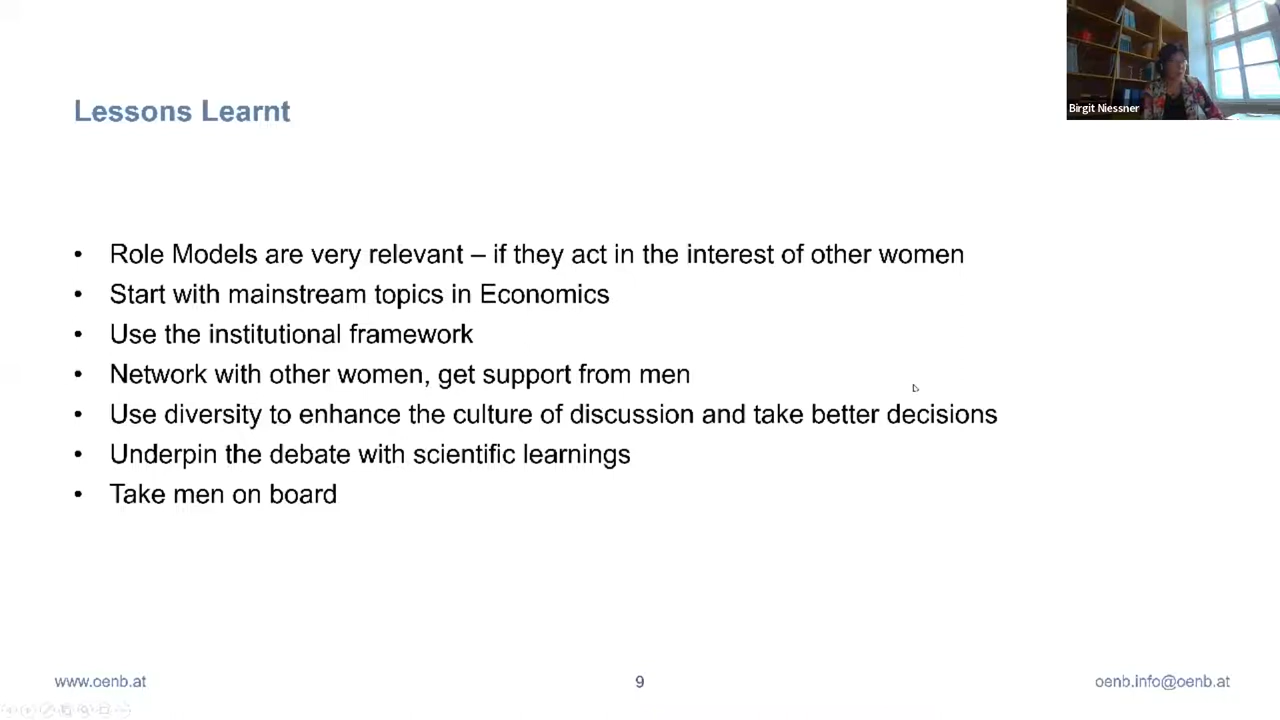 Birgit Niessner
Lessons Learnt
• Role Models are very relevant – if they act in the interest of other women
• Start with mainstream topics in Economics
• Use the institutional framework
• Network with other women, get support from men
• Use diversity to enhance the culture of discussion and take better decisions
• Underpin the debate with scientific learnings
• Take men on board
www.oenb.at
9
oenb.info@oenb.at